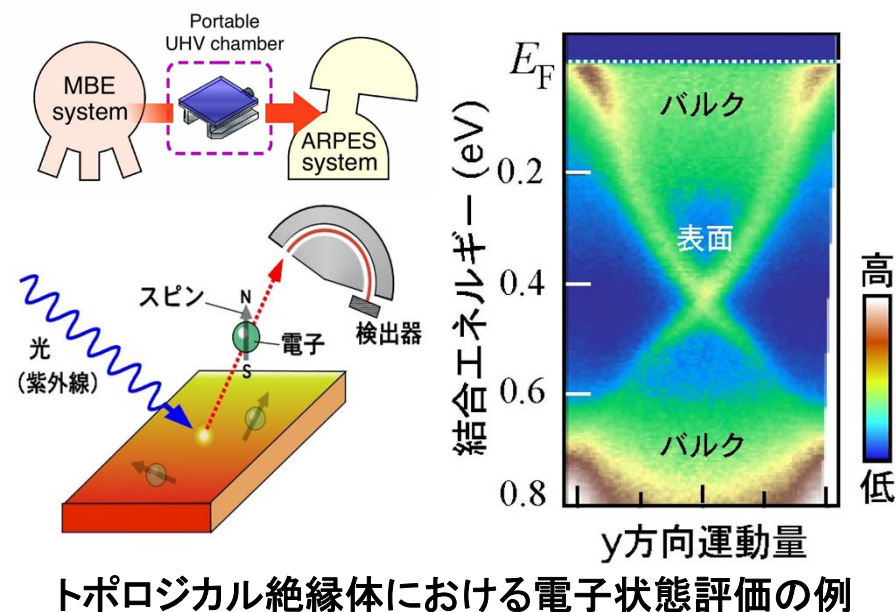 Portable
UHV chamber
MBE
system
ARPES
system
スピン
N
S
電子
検出器
光
(紫外線)
結合エネルギー (eV)
EF
0.2
0.4
0.6
0.8
バルク
表面
バルク
y方向運動量
高
低
トポロジカル絶縁体における電子状態評価の例